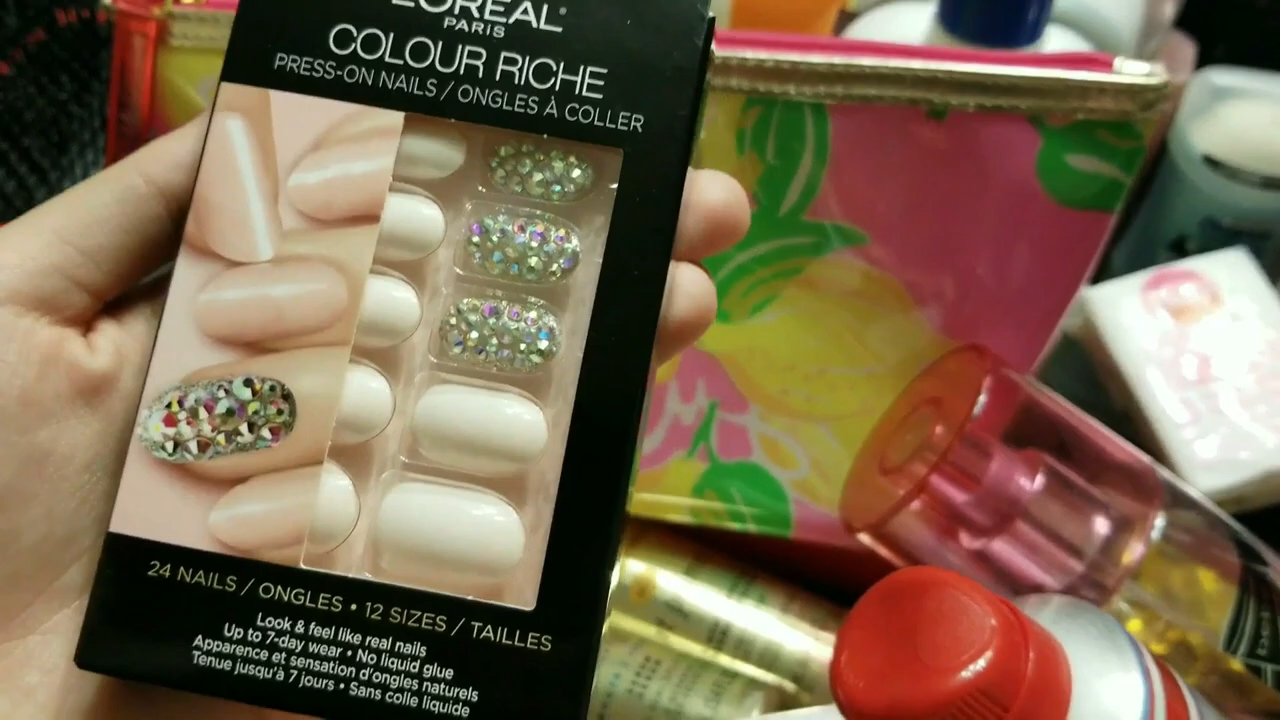 L'ORÉAL
PARIS
COLOUR RICHE
PRESS-ON NAILS / ONGLES À COLLER
24 NAILS / ONGLES • 12 SIZES / TAILLES
Look & feel like real nails
Up to 7-day wear • No liquid glue
Apparence et sensation d'ongles naturels
Tenue jusqu'à 7 jours • Sans colle liquide